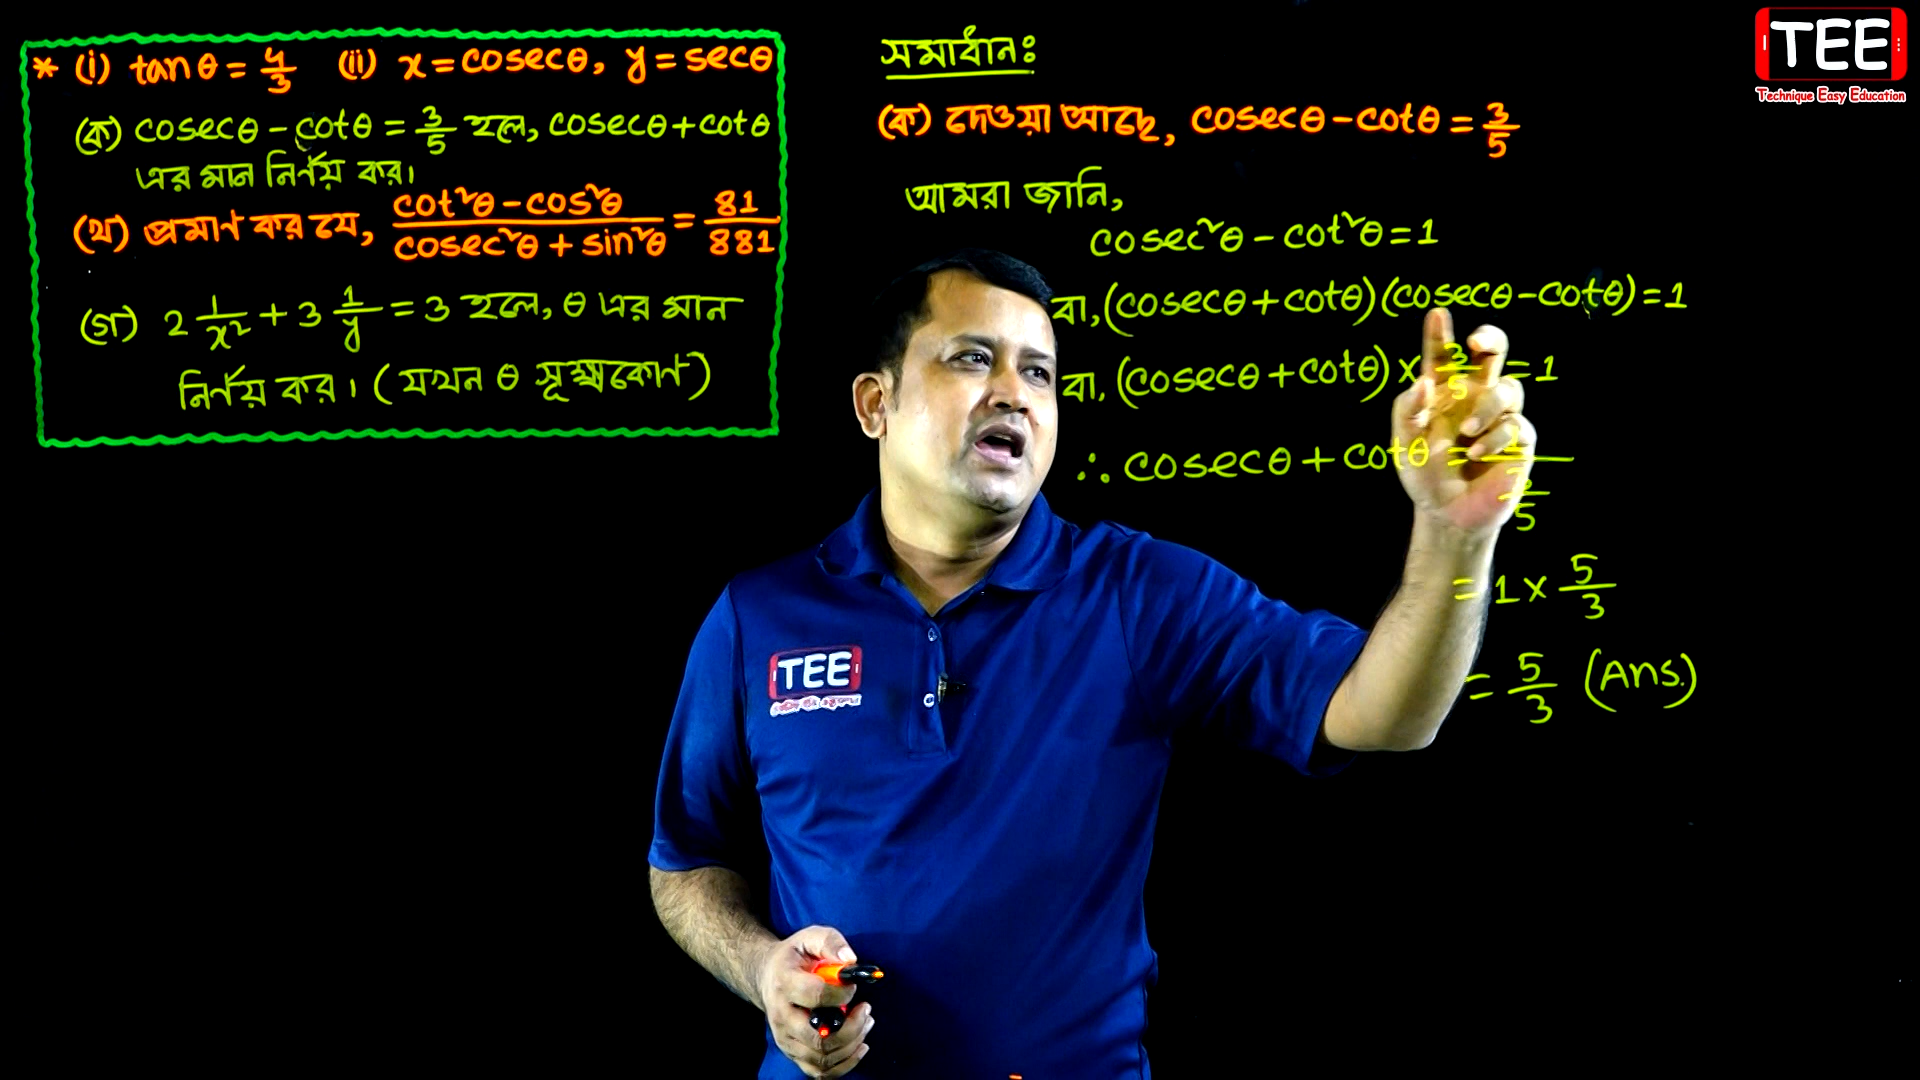 * (i) tanθ = 4/3 (ii) x = cosecθ, y = secθ
(ক) cosecθ - cotθ = 3/5 হলে, cosecθ + cotθ
এর মান নির্ণয় কর।
(খ) প্রমাণ কর যে, (cot²θ - cos²θ)/(cosec²θ + sin²θ) = 81/881
(গ) 2 1/x² + 3 1/y = 3 হলে, θ এর মান
নির্ণয় কর। (যখন θ সূক্ষ্মকোণ)
সমাধানঃ
(ক) দেওয়া আছে, cosecθ - cotθ = 3/5
আমরা জানি,
cosec²θ - cot²θ = 1
বা, (cosecθ + cotθ)(cosecθ - cotθ) = 1
বা, (cosecθ + cotθ) × 3/5 = 1
∴ cosecθ + cotθ = 1/(3/5)
= 1 × 5/3
= 5/3 (Ans.)
TEE
Technique Easy Education
TEE